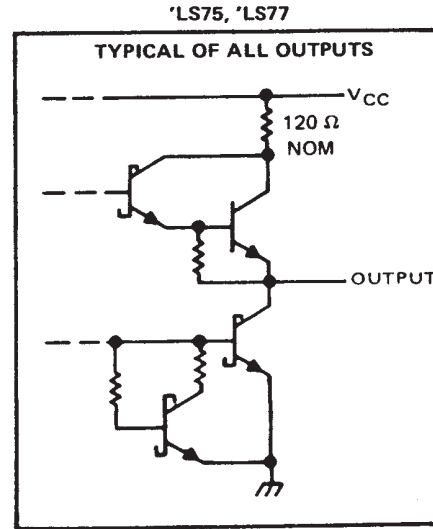 'LS75, 'LS77
TYPICAL OF ALL OUTPUTS
VCC
120 Ω
NOM
OUTPUT